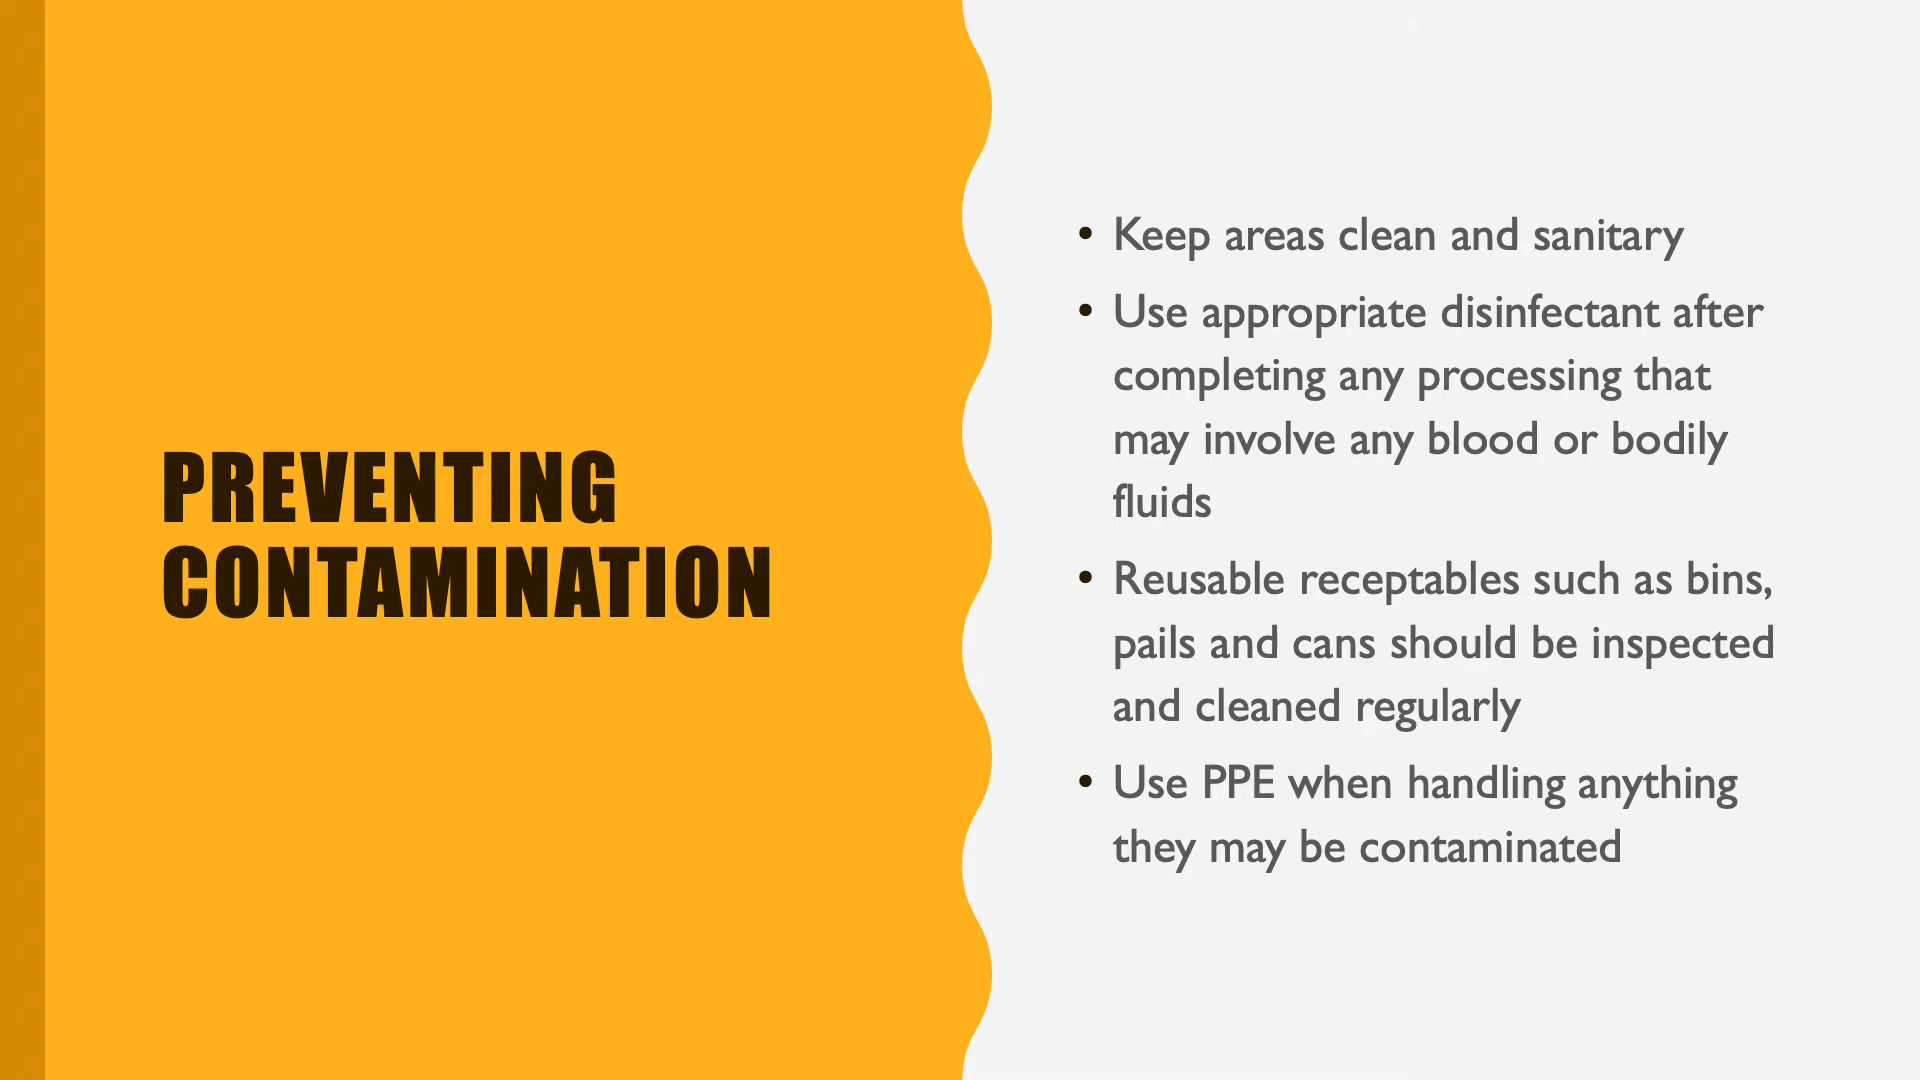 PREVENTING
CONTAMINATION
• Keep areas clean and sanitary
• Use appropriate disinfectant after
completing any processing that
may involve any blood or bodily
fluids
• Reusable receptables such as bins,
pails and cans should be inspected
and cleaned regularly
• Use PPE when handling anything
they may be contaminated